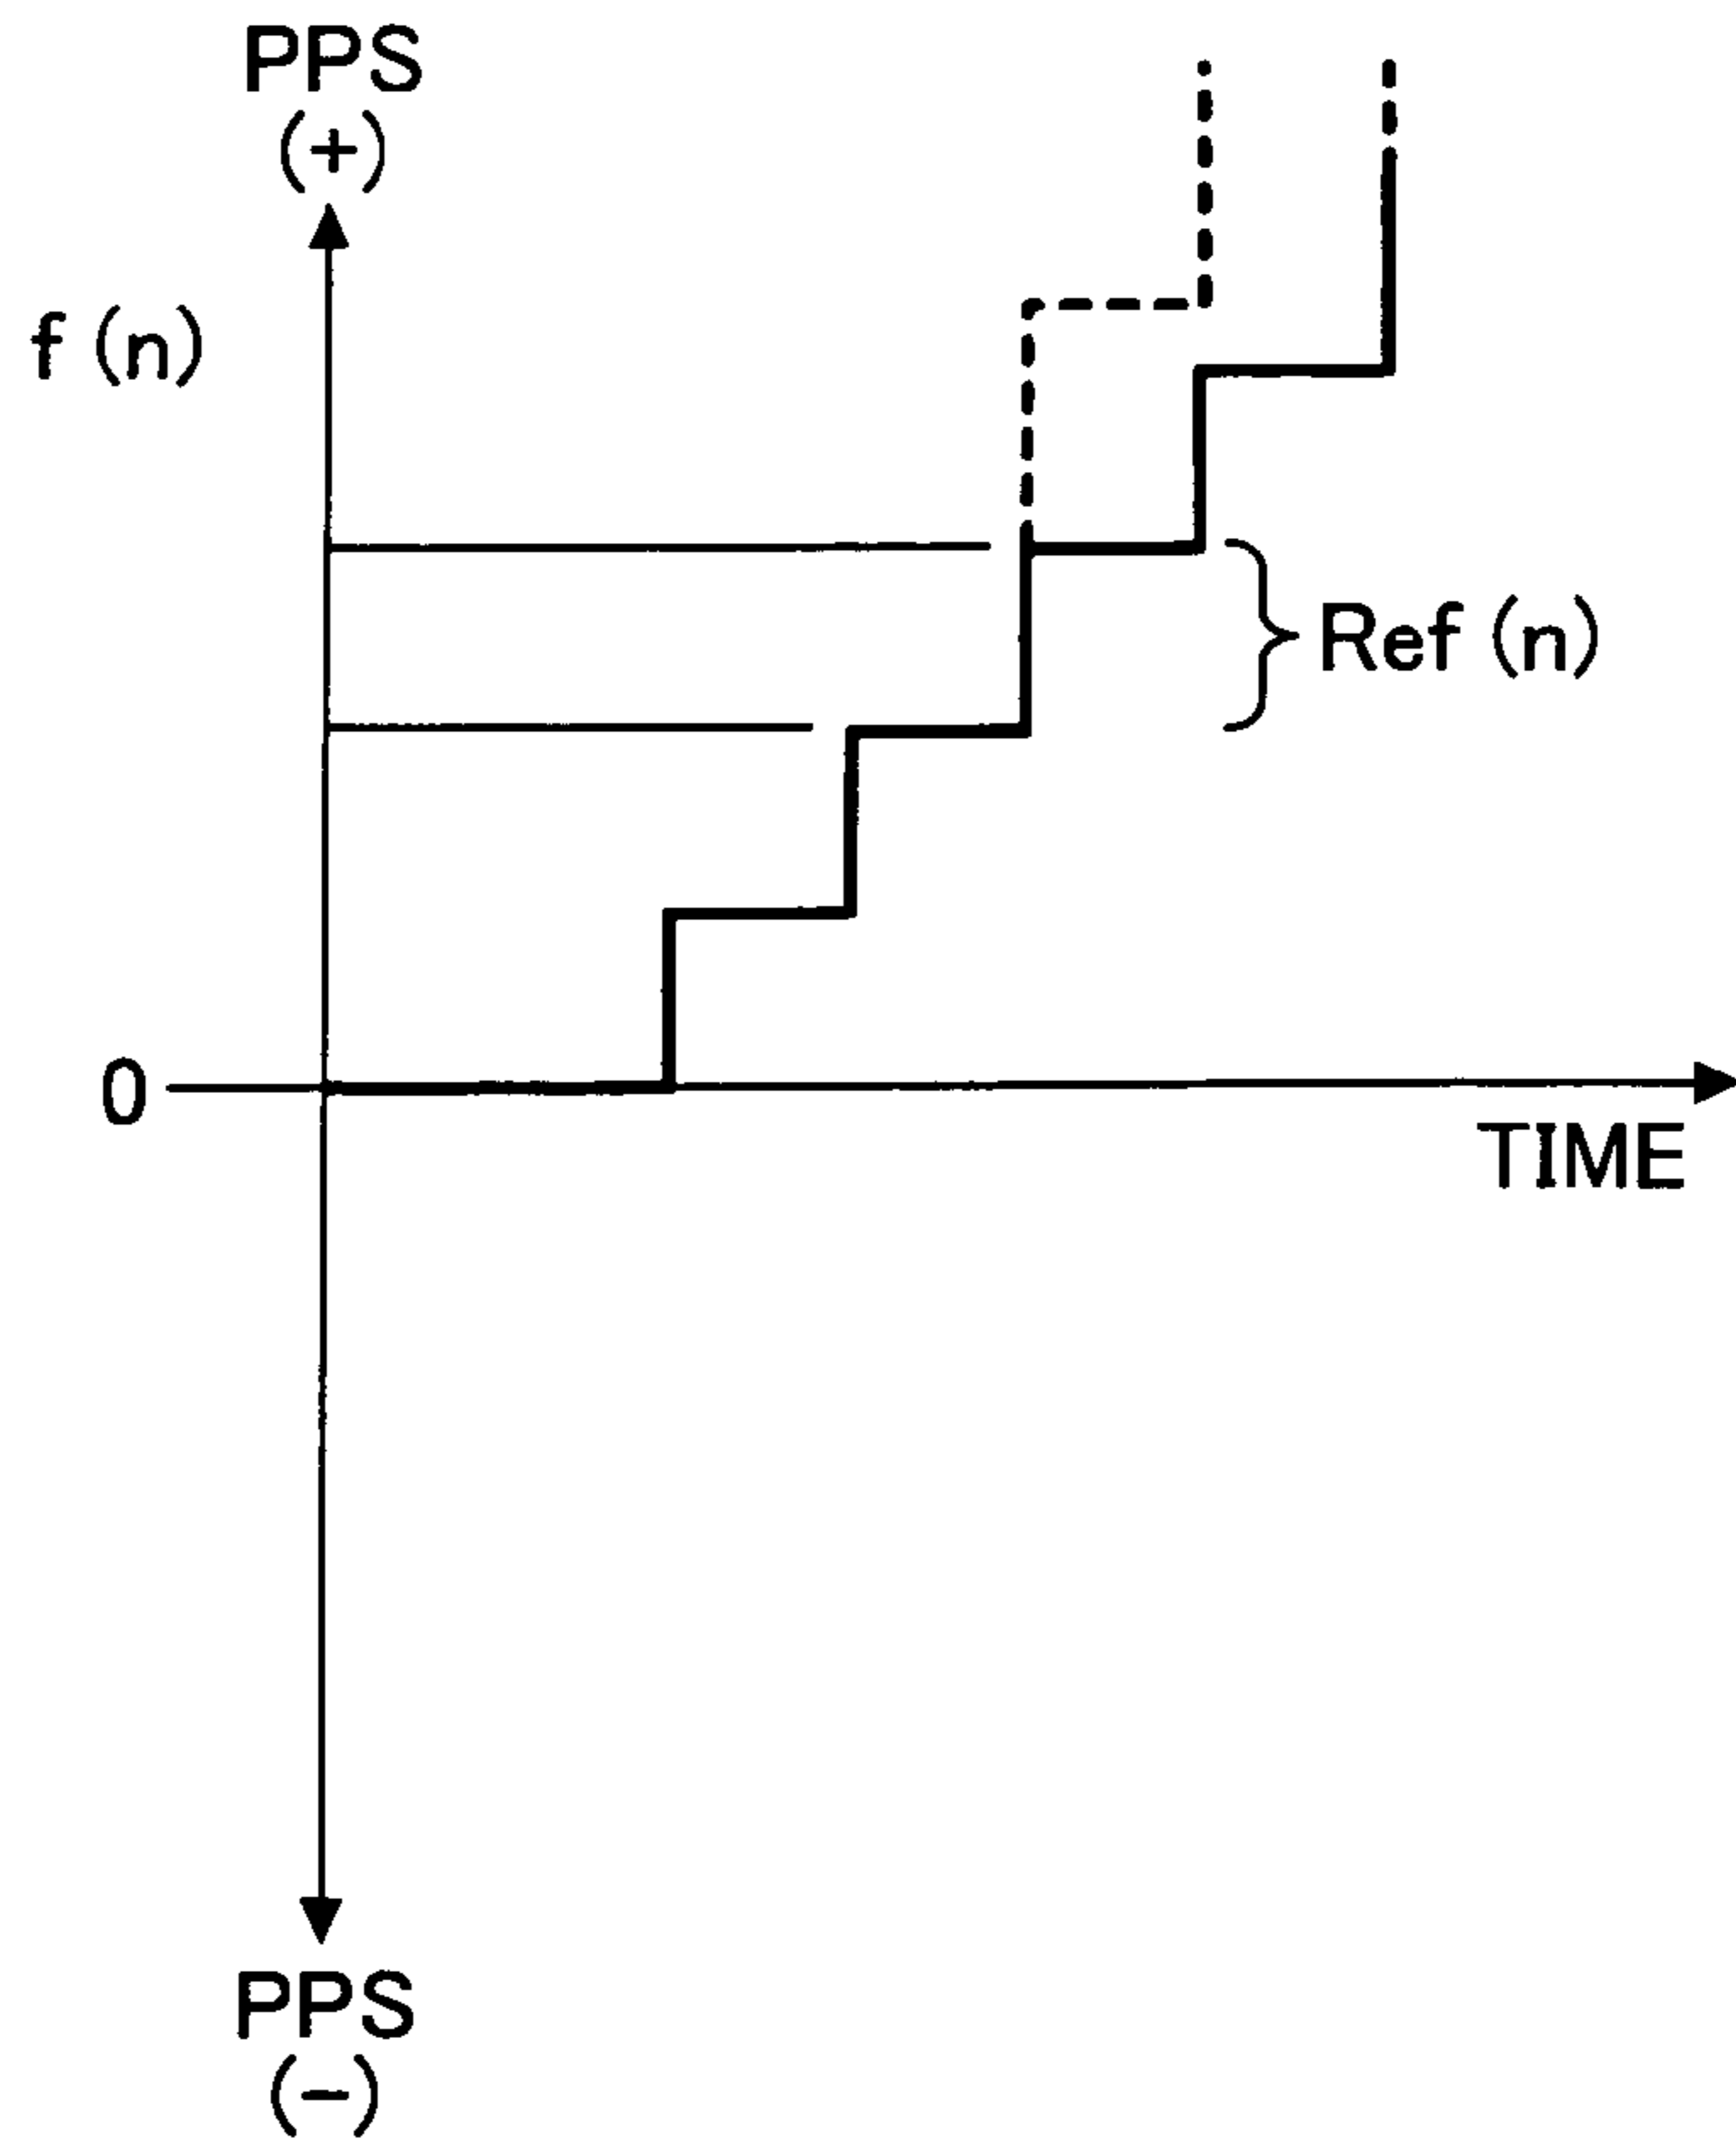 PPS
(+)
f (n)
Ref (n)
0
TIME
PPS
(−)